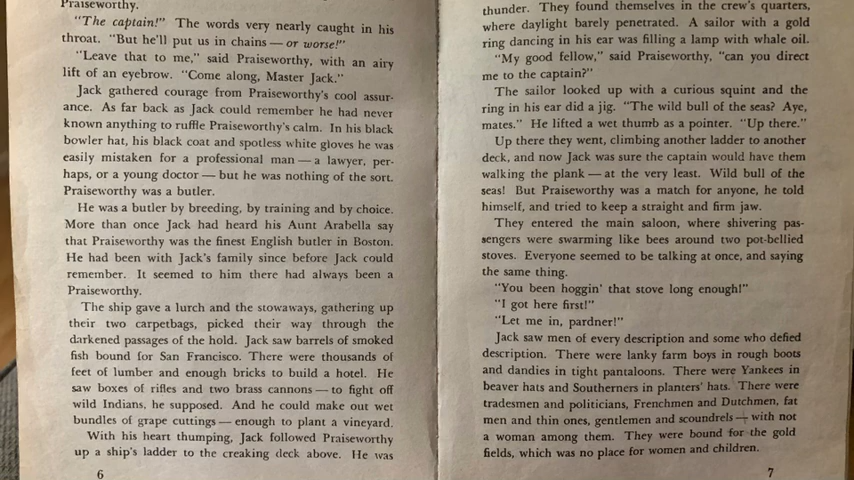 Praiseworthy.
"The captain!" The words very nearly caught in his
throat. "But he'll put us in chains — or worse!"
"Leave that to me," said Praiseworthy, with an airy
lift of an eyebrow. "Come along, Master Jack."
Jack gathered courage from Praiseworthy's cool assur-
ance. As far back as Jack could remember he had never
known anything to ruffle Praiseworthy's calm. In his black
bowler hat, his black coat and spotless white gloves he was
easily mistaken for a professional man — a lawyer, per-
haps, or a young doctor — but he was nothing of the sort.
Praiseworthy was a butler.
He was a butler by breeding, by training and by choice.
More than once Jack had heard his Aunt Arabella say
that Praiseworthy was the finest English butler in Boston.
He had been with Jack's family since before Jack could
remember. It seemed to him there had always been a
Praiseworthy.
The ship gave a lurch and the stowaways, gathering up
their two carpetbags, picked their way through the
darkened passages of the hold. Jack saw barrels of smoked
fish bound for San Francisco. There were thousands of
feet of lumber and enough bricks to build a hotel. He
saw boxes of rifles and two brass cannons — to fight off
wild Indians, he supposed. And he could make out wet
bundles of grape cuttings — enough to plant a vineyard.
With his heart thumping, Jack followed Praiseworthy
up a ship's ladder to the creaking deck above. He was
6
thunder. They found themselves in the crew's quarters,
where daylight barely penetrated. A sailor with a gold
ring dancing in his ear was filling a lamp with whale oil.
"My good fellow," said Praiseworthy, "can you direct
me to the captain?"
The sailor looked up with a curious squint and the
ring in his ear did a jig. "The wild bull of the seas? Aye,
mates." He lifted a wet thumb as a pointer. "Up there."
Up there they went, climbing another ladder to another
deck, and now Jack was sure the captain would have them
walking the plank — at the very least. Wild bull of the
seas! But Praiseworthy was a match for anyone, he told
himself, and tried to keep a straight and firm jaw.
They entered the main saloon, where shivering pas-
sengers were swarming like bees around two pot-bellied
stoves. Everyone seemed to be talking at once, and saying
the same thing.
"You been hoggin' that stove long enough!"
"I got here first!"
"Let me in, pardner!"
Jack saw men of every description and some who defied
description. There were lanky farm boys in rough boots
and dandies in tight pantaloons. There were Yankees in
beaver hats and Southerners in planters' hats. There were
tradesmen and politicians, Frenchmen and Dutchmen, fat
men and thin ones, gentlemen and scoundrels — with not
a woman among them. They were bound for the gold
fields, which was no place for women and children.
7